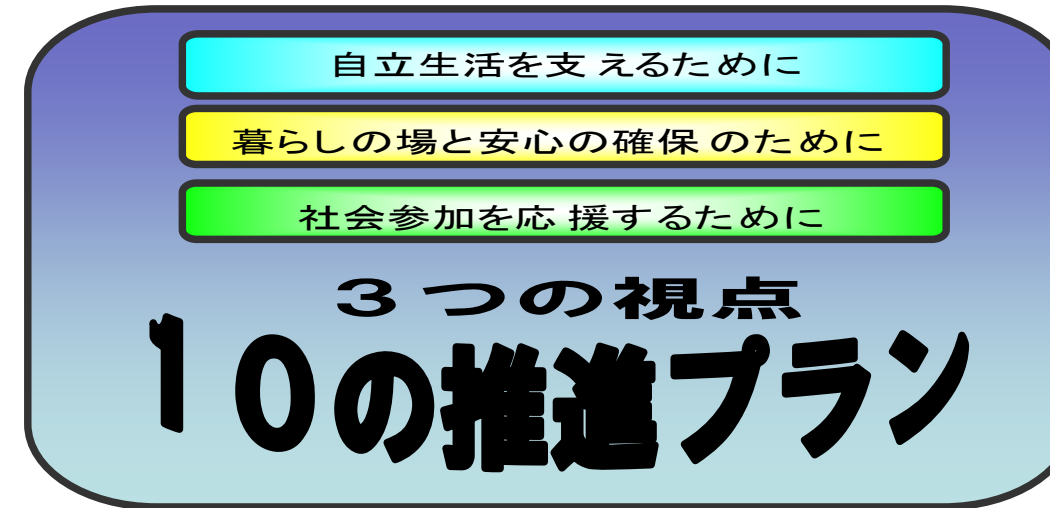 自立生活を支えるために
暮らしの場と安心の確保のために
社会参加を応援するために
３つの視点
１０の推進プラン